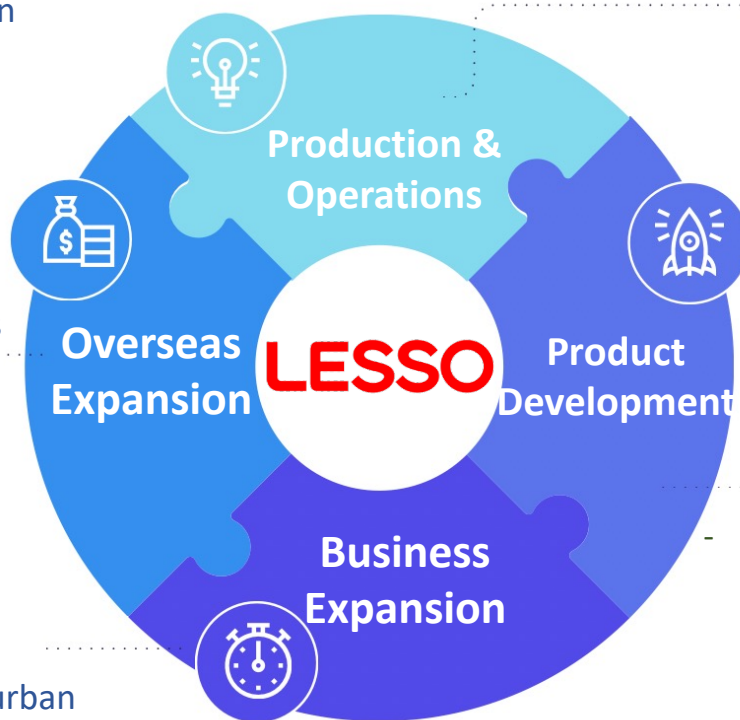 Production &
Operations
Overseas
Expansion
LESSO
Product
Development
Business
Expansion
-
urban
$